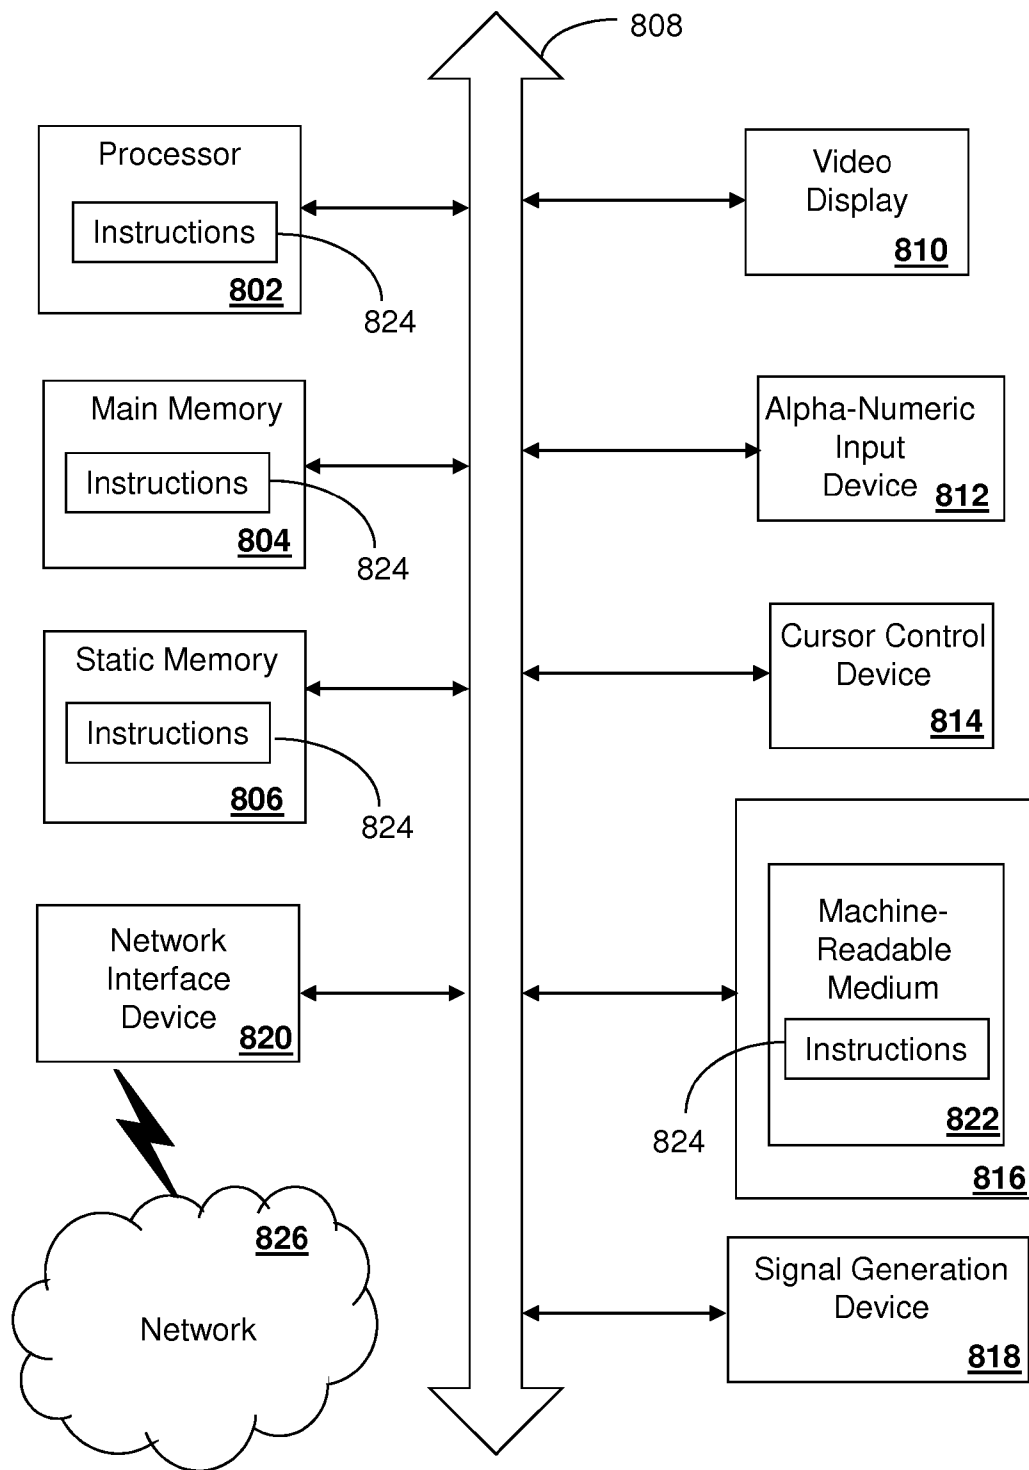 808
Processor
Instructions
802
824
Video
Display
810
Main Memory
Instructions
804
824
Alpha-Numeric
Input
Device
812
Static Memory
Instructions
806
824
Cursor Control
Device
814
Network
Interface
Device
820
Machine-
Readable
Medium
Instructions
822
824
816
826
Network
Signal Generation
Device
818